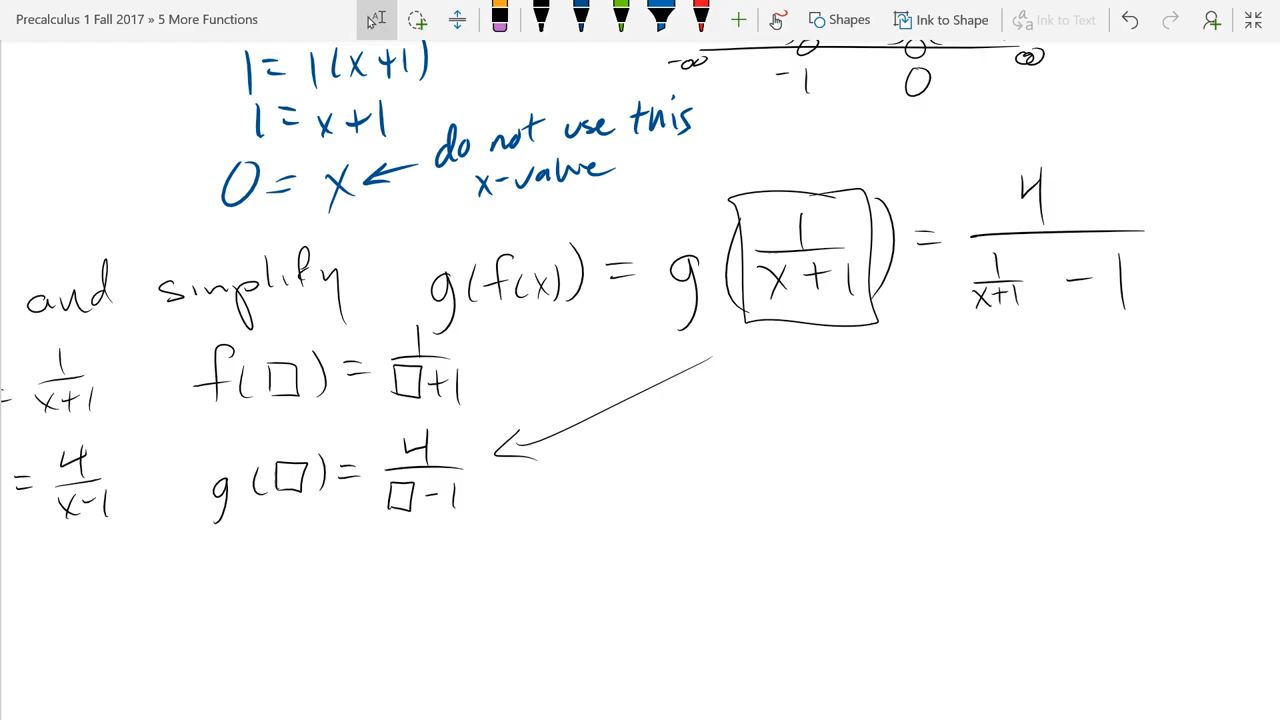 Precalculus 1 Fall 2017 » 5 More Functions
Shapes
Ink to Shape
Ink to Text
1 = 1(x+1)
1 = x+1
0 = x ← do not use this
x-value
-∞ -1 0 ∞
and simplify g(f(x)) = g(1/(x+1)) = 4/(1/(x+1) - 1)
= 1/(x+1) f(□) = 1/(□+1)
= 4/(x-1) g(□) = 4/(□-1)